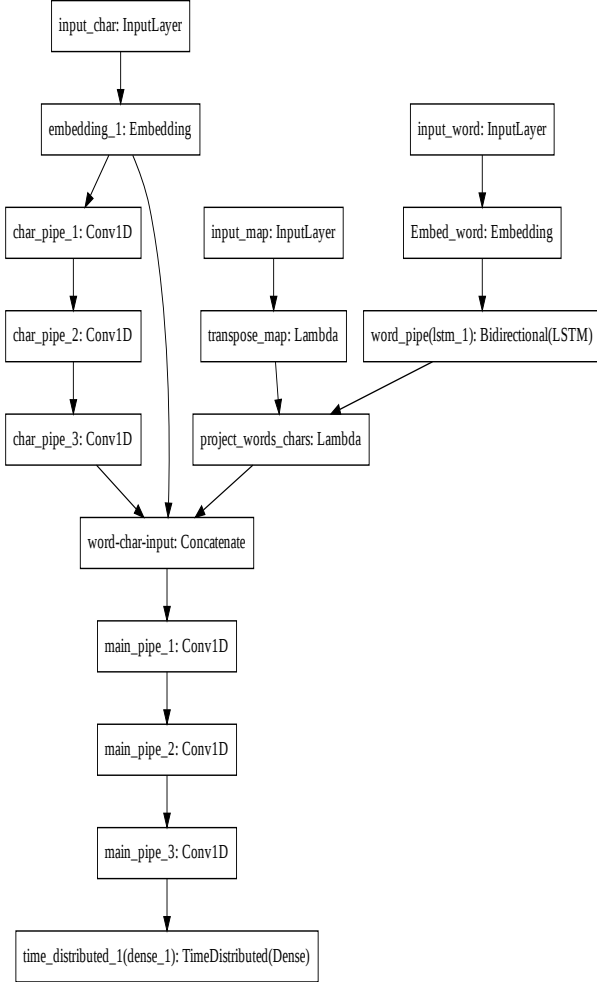 input_char: InputLayer
embedding_1: Embedding
input_word: InputLayer
char_pipe_1: Conv1D
input_map: InputLayer
Embed_word: Embedding
char_pipe_2: Conv1D
transpose_map: Lambda
word_pipe(lstm_1): Bidirectional(LSTM)
char_pipe_3: Conv1D
project_words_chars: Lambda
word-char-input: Concatenate
main_pipe_1: Conv1D
main_pipe_2: Conv1D
main_pipe_3: Conv1D
time_distributed_1(dense_1): TimeDistributed(Dense)